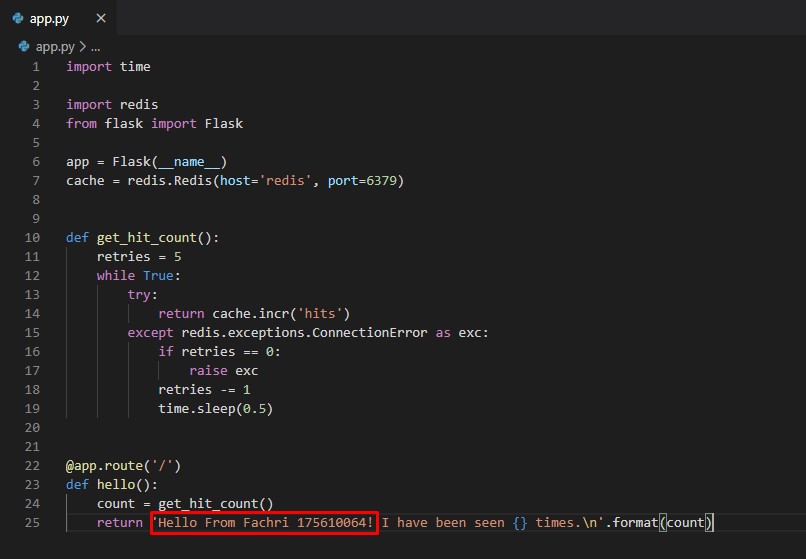 app.py
app.py > ...
1 import time
2
3 import redis
4 from flask import Flask
5
6 app = Flask(__name__)
7 cache = redis.Redis(host='redis', port=6379)
8
9
10 def get_hit_count():
11     retries = 5
12     while True:
13         try:
14             return cache.incr('hits')
15         except redis.exceptions.ConnectionError as exc:
16             if retries == 0:
17                 raise exc
18             retries -= 1
19             time.sleep(0.5)
20
21
22 @app.route('/')
23 def hello():
24     count = get_hit_count()
25     return 'Hello From Fachri 175610064! I have been seen {} times.\n'.format(count)